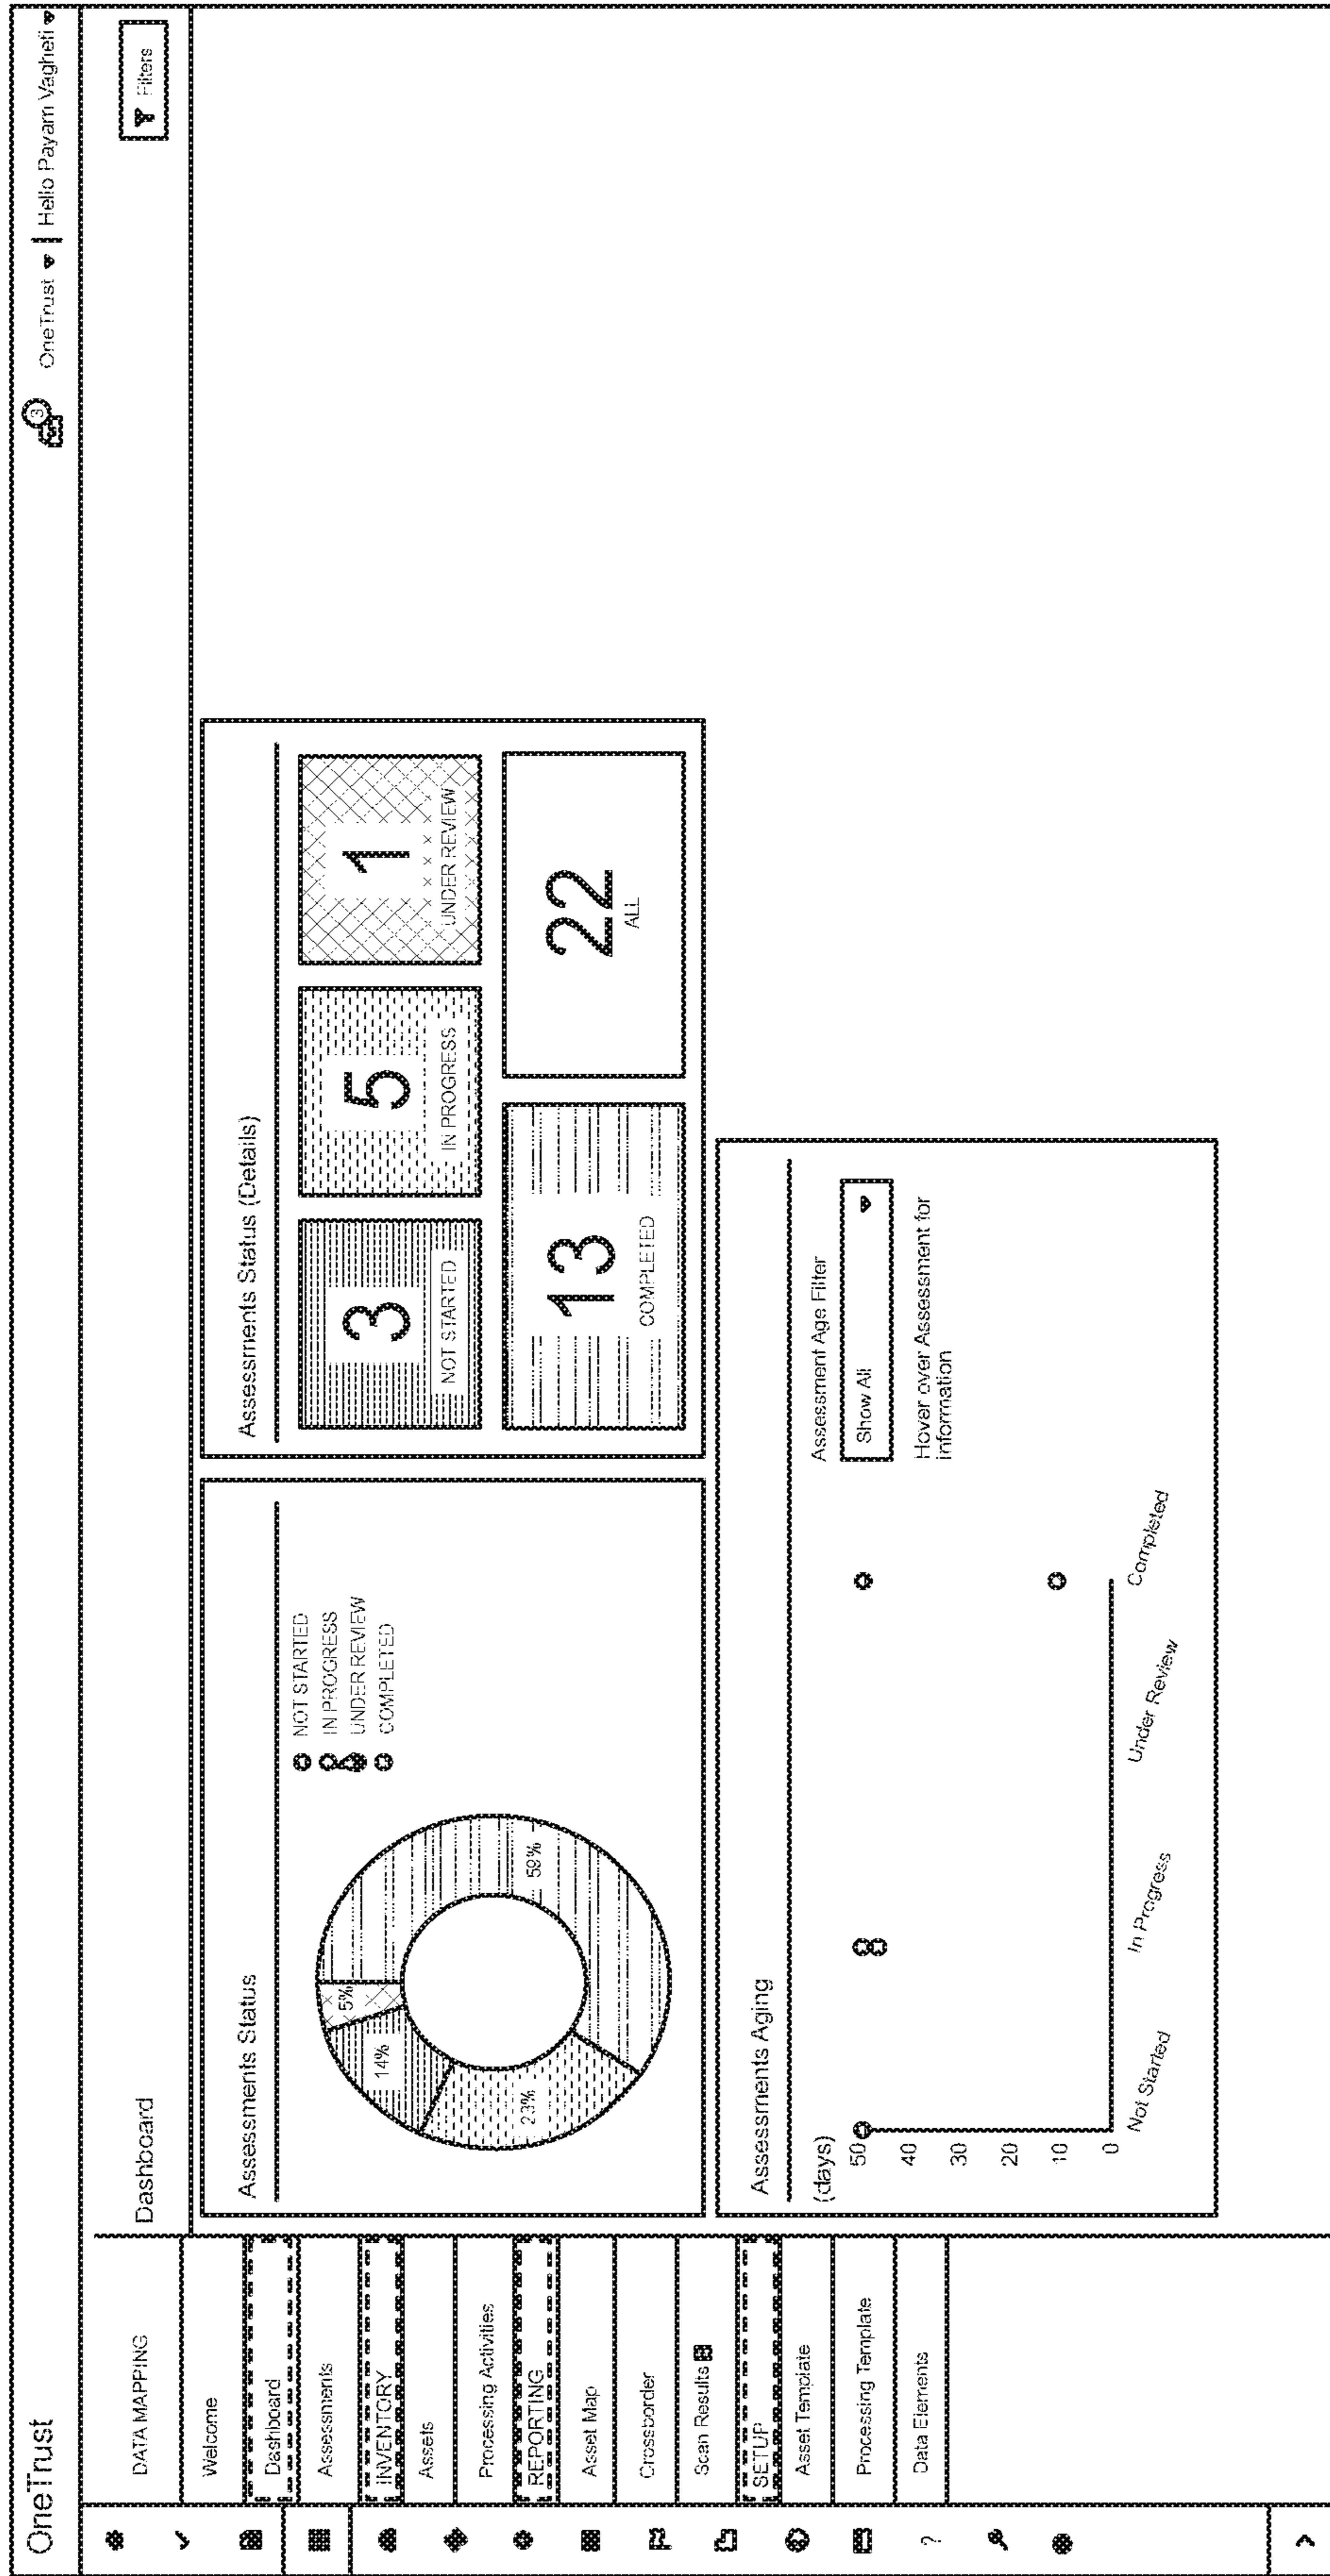 OneTrust
3
OneTrust
Hello Payam Vagheti
DATA MAPPING
Welcome
Dashboard
Assessments
INVENTORY
Assets
Processing Activities
REPORTING
Asset Map
Crossborder
Scan Results
SETUP
Asset Template
Processing Template
Data Elements
?
Dashboard
Filters
Assessments Status
5%
14%
23%
59%
NOT STARTED
IN PROGRESS
UNDER REVIEW
COMPLETED
Assessments Status (Details)
3
NOT STARTED
5
IN PROGRESS
1
UNDER REVIEW
13
COMPLETED
22
ALL
Assessments Aging
(days)
50
40
30
20
10
0
Not Started
In Progress
Under Review
Completed
Assessment Age Filter
Show All
Hover over Assessment for
information